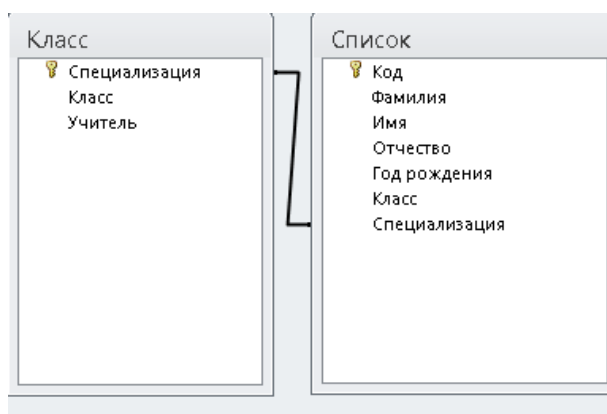 Класс
Специализация
Класс
Учитель
Список
Код
Фамилия
Имя
Отчество
Год рождения
Класс
Специализация